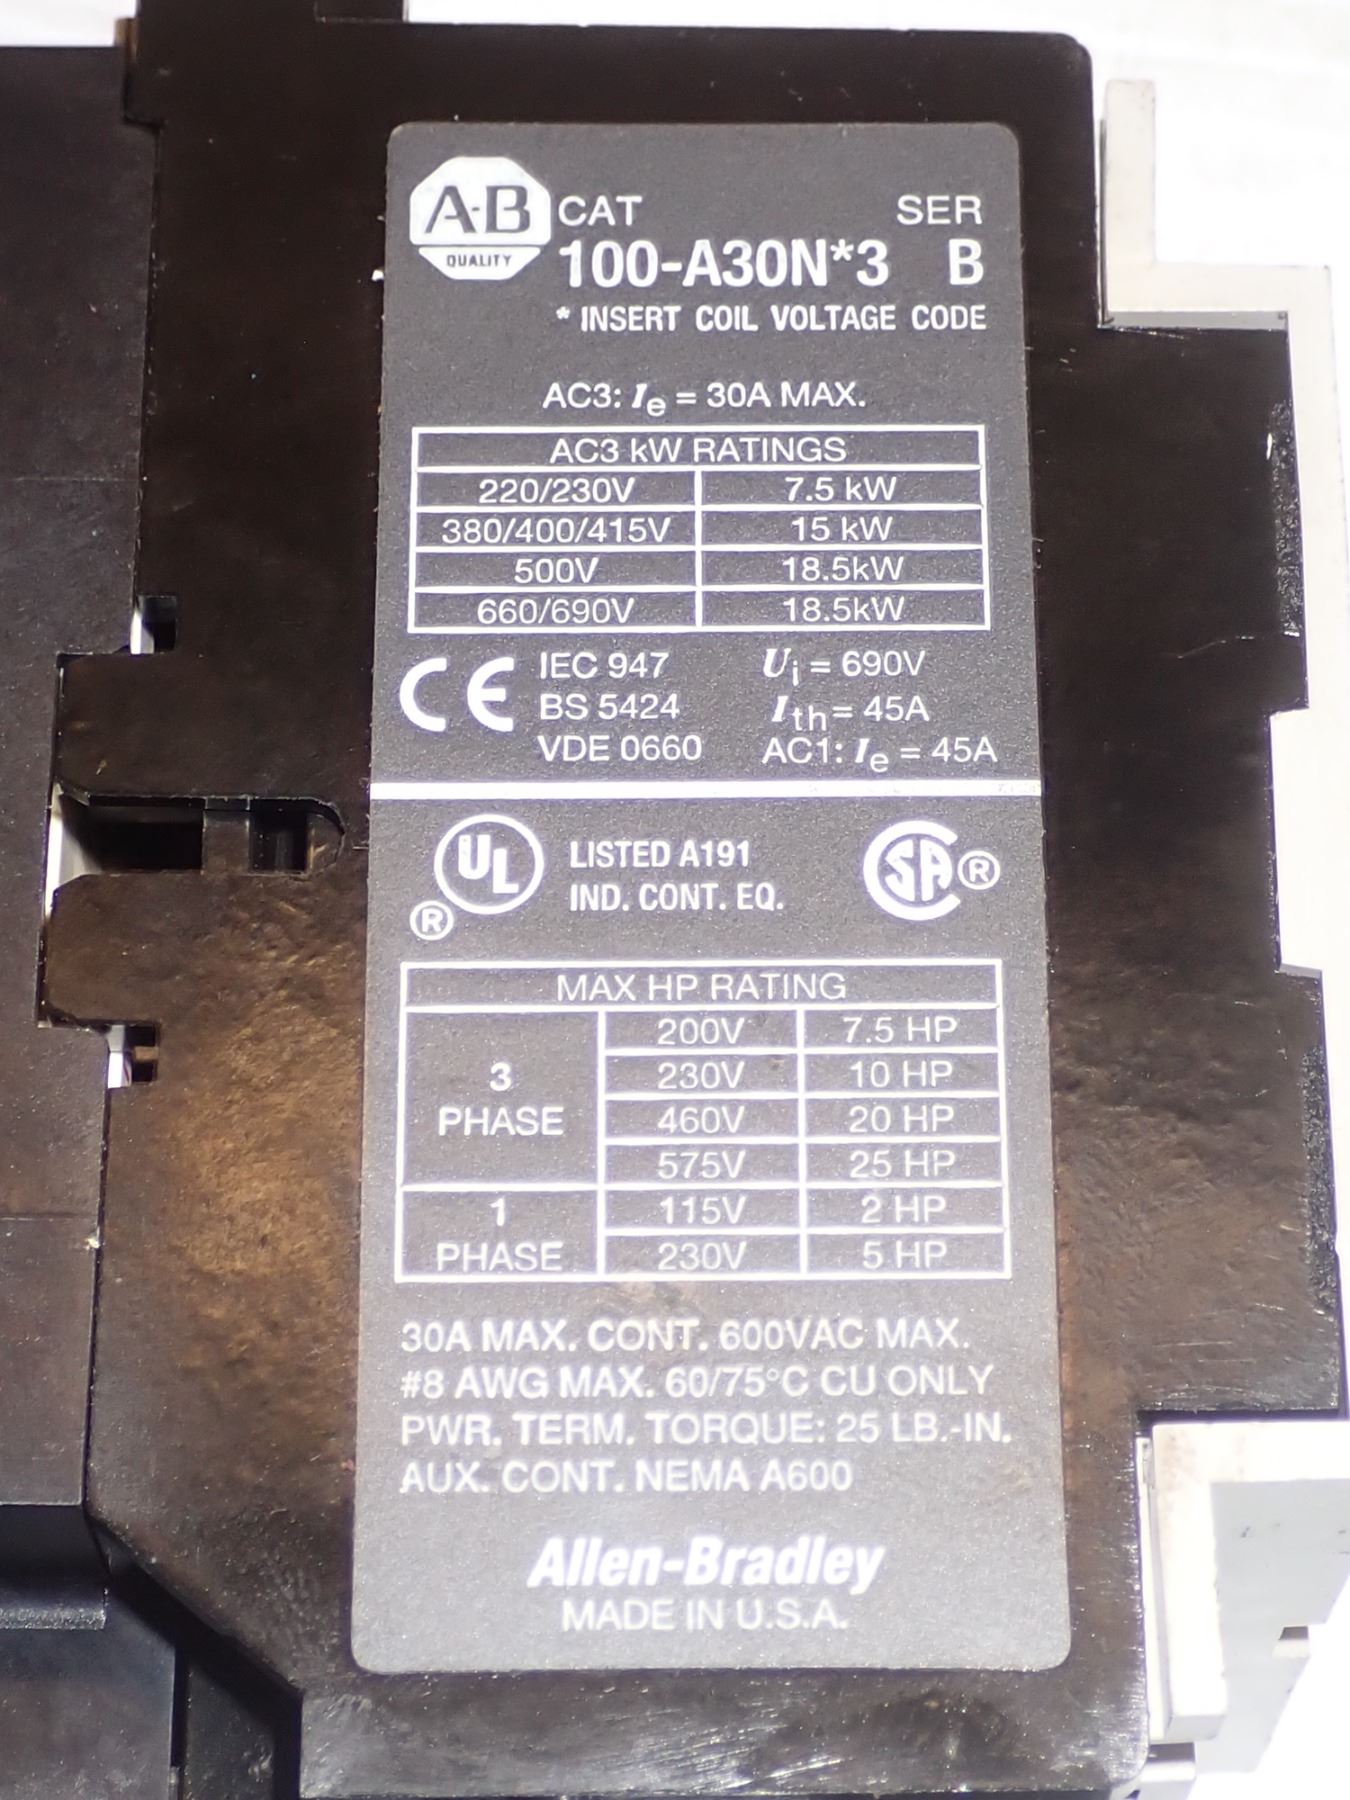 A-B
QUALITY
CAT SER
100-A30N*3 B
* INSERT COIL VOLTAGE CODE
AC3: Ie = 30A MAX.
AC3 kW RATINGS
220/230V 7.5 kW
380/400/415V 15 kW
500V 18.5kW
660/690V 18.5kW
CE IEC 947 Ui = 690V
BS 5424 Ith = 45A
VDE 0660 AC1: Ie = 45A
UL ® LISTED A191 SA ®
IND. CONT. EQ.
MAX HP RATING
3 PHASE
200V 7.5 HP
230V 10 HP
460V 20 HP
575V 25 HP
1 PHASE
115V 2 HP
230V 5 HP
30A MAX. CONT. 600VAC MAX.
#8 AWG MAX. 60/75°C CU ONLY
PWR. TERM. TORQUE: 25 LB.-IN.
AUX. CONT. NEMA A600
Allen-Bradley
MADE IN U.S.A.